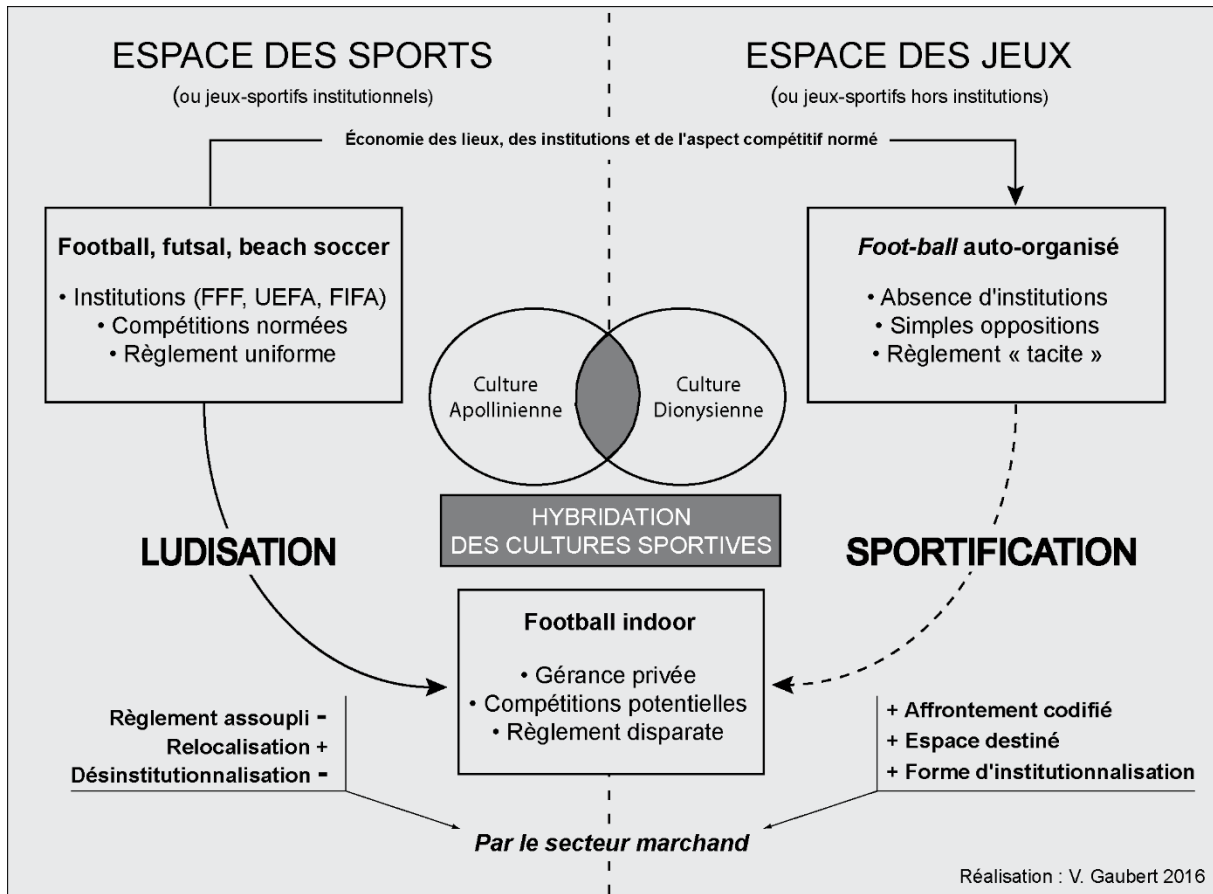 ESPACE DES SPORTS
(ou jeux-sportifs institutionnels)
ESPACE DES JEUX
(ou jeux-sportifs hors institutions)
Économie des lieux, des institutions et de l'aspect compétitif normé
Football, futsal, beach soccer
• Institutions (FFF, UEFA, FIFA)
• Compétitions normées
• Règlement uniforme
Foot-ball auto-organisé
• Absence d'institutions
• Simples oppositions
• Règlement « tacite »
Culture
Apollinienne
Culture
Dionysienne
HYBRIDATION
DES CULTURES SPORTIVES
LUDISATION
SPORTIFICATION
Football indoor
• Gérance privée
• Compétitions potentielles
• Règlement disparate
Règlement assoupli -
Relocalisation +
Désinstitutionnalisation -
+ Affrontement codifié
+ Espace destiné
+ Forme d'institutionnalisation
Par le secteur marchand
Réalisation : V. Gaubert 2016